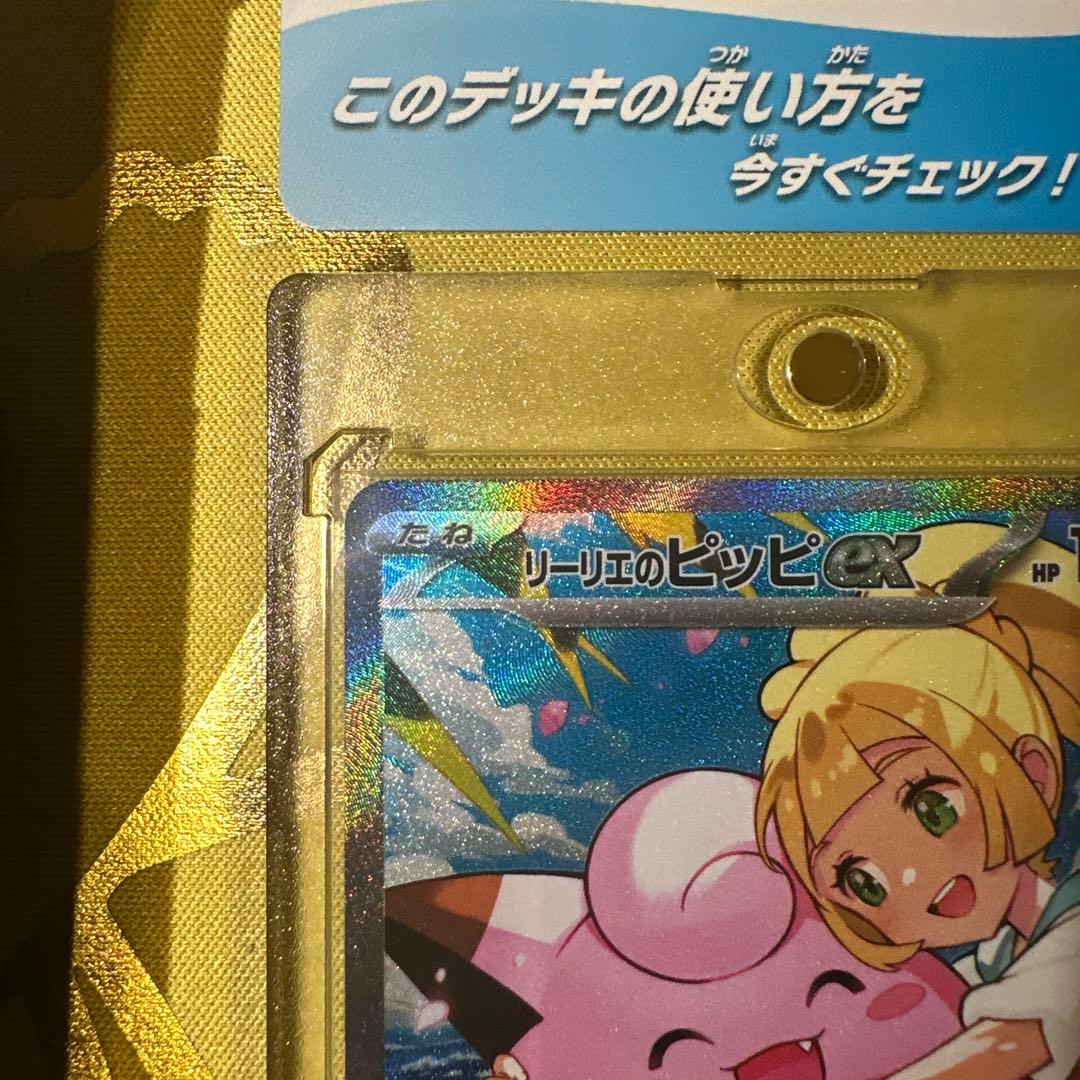 このデッキの使い方を
今すぐチェック!
たね
リーリエのピッピex
HP